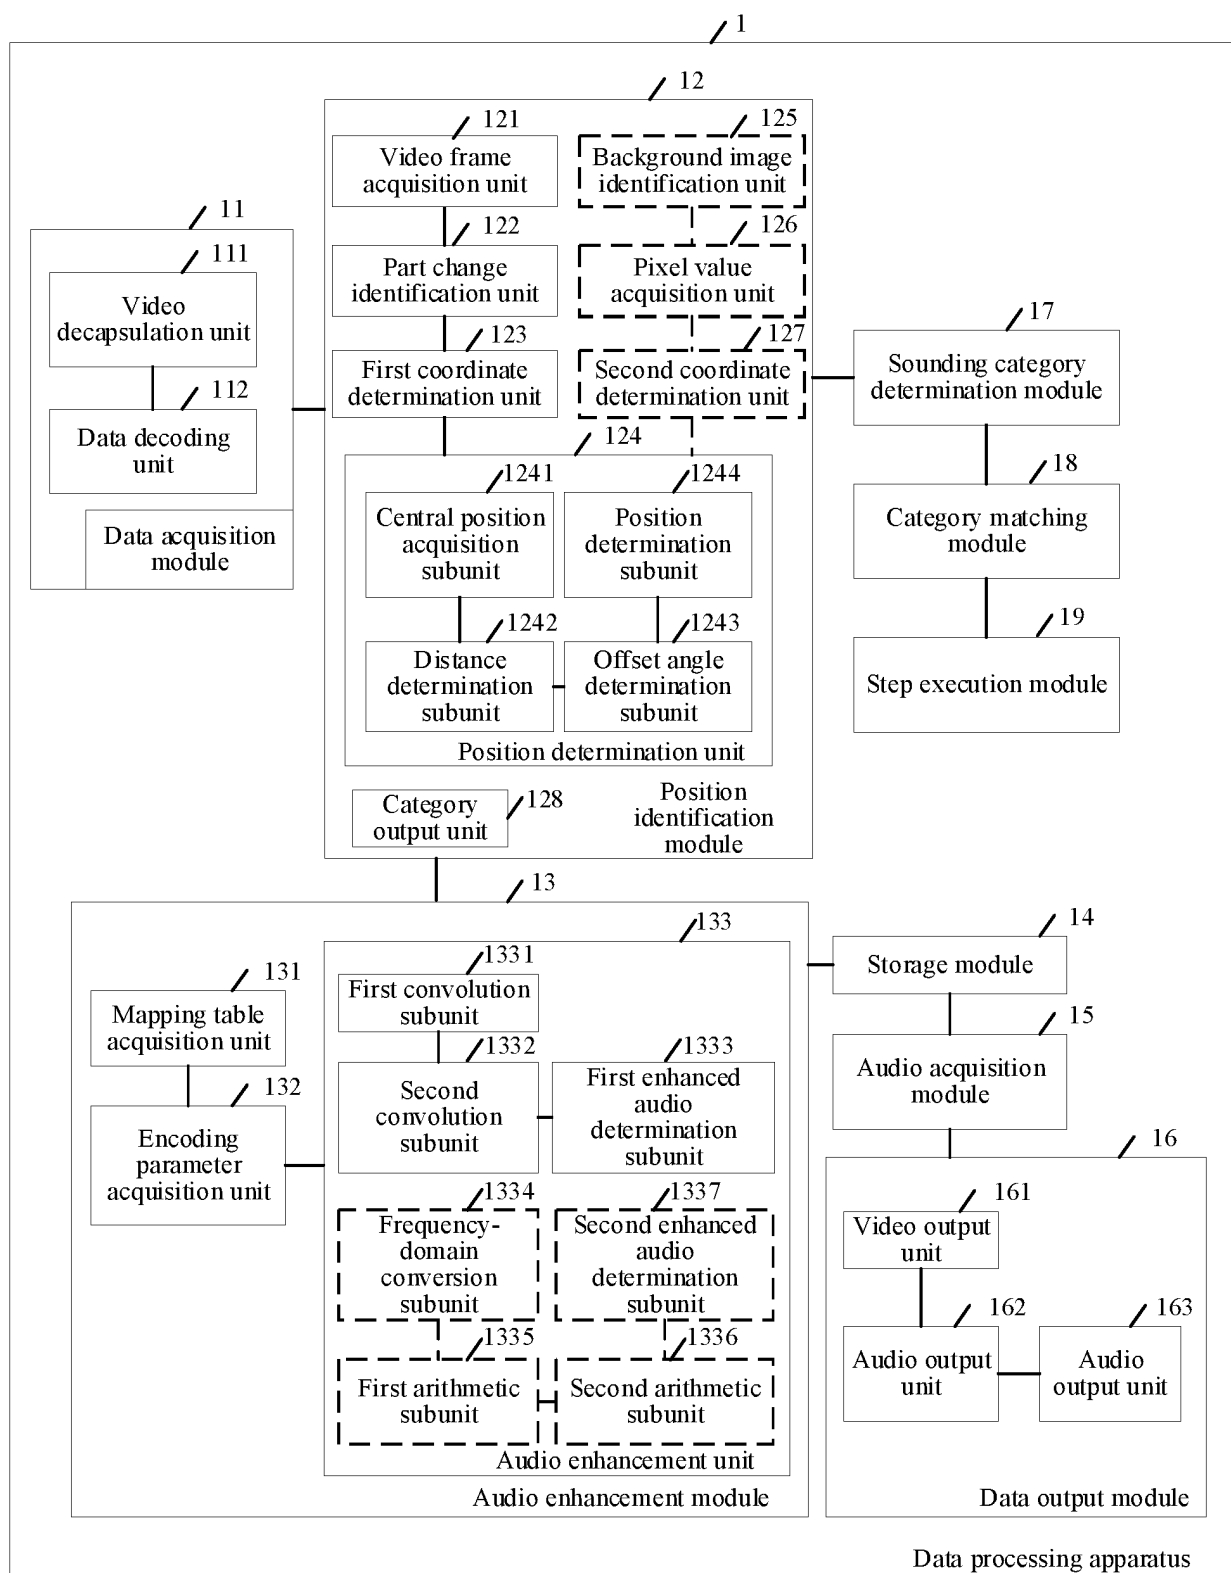 1
12
121
Video frame
acquisition unit
125
Background image
identification unit
11
111
Video
decapsulation unit
112
Data decoding
unit
Data acquisition
module
122
Part change
identification unit
126
Pixel value
acquisition unit
123
First coordinate
determination unit
127
Second coordinate
determination unit
124
1241
Central position
acquisition
subunit
1244
Position
determination
subunit
1242
Distance
determination
subunit
1243
Offset angle
determination
subunit
Position determination unit
Category
output unit
128
Position
identification
module
17
Sounding category
determination module
18
Category matching
module
19
Step execution module
13
131
Mapping table
acquisition unit
132
Encoding
parameter
acquisition unit
133
1331
First convolution
subunit
1332
Second
convolution
subunit
1333
First enhanced
audio
determination
subunit
1334
Frequency-
domain
conversion
subunit
1337
Second enhanced
audio
determination
subunit
1335
First arithmetic
subunit
1336
Second arithmetic
subunit
Audio enhancement unit
Audio enhancement module
14
Storage module
15
Audio acquisition
module
16
161
Video output
unit
162
Audio output
unit
163
Audio
output unit
Data output module
Data processing apparatus